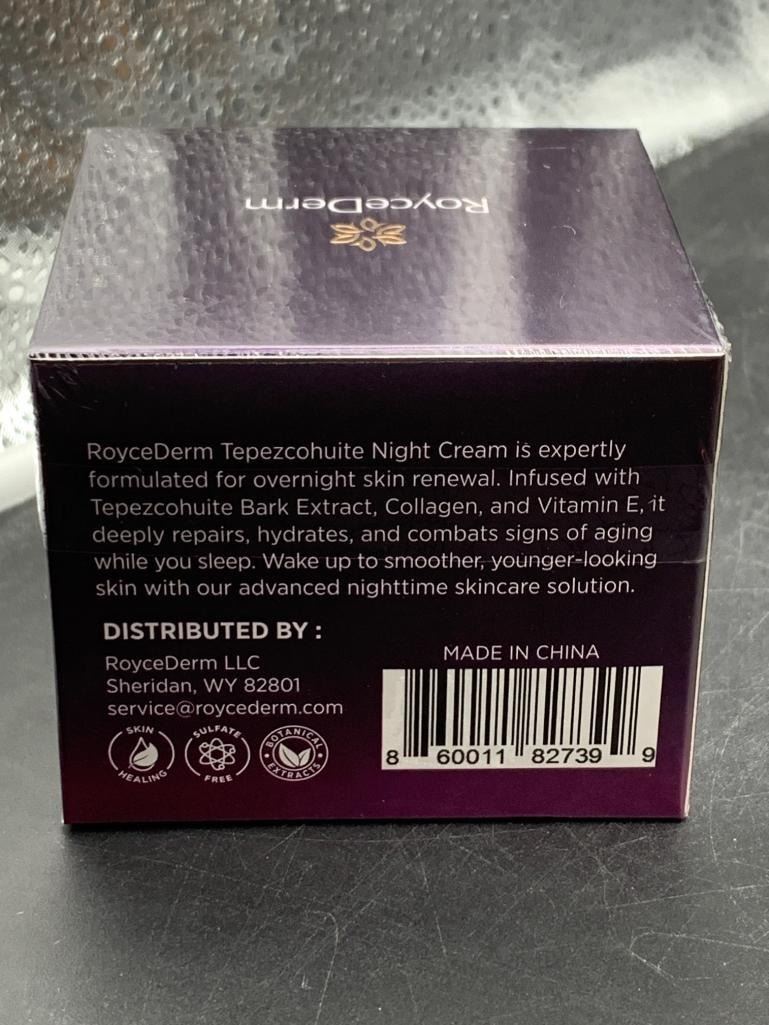 RoyceDerm
RoyceDerm Tepezcohuite Night Cream is expertly
formulated for overnight skin renewal. Infused with
Tepezcohuite Bark Extract, Collagen, and Vitamin E, it
deeply repairs, hydrates, and combats signs of aging
while you sleep. Wake up to smoother, younger-looking
skin with our advanced nighttime skincare solution.
DISTRIBUTED BY :
RoyceDerm LLC
Sheridan, WY 82801
service@roycederm.com
SKIN
HEALING
SULFATE
FREE
BOTANICAL
EXTRACTS
MADE IN CHINA
8 60011 82739 9